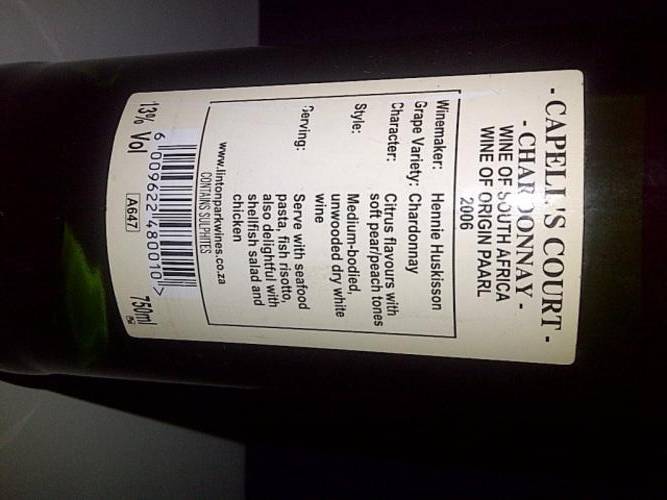 - CAPELL'S COURT -
- CHARDONNAY -
WINE OF SOUTH AFRICA
WINE OF ORIGIN PAARL
2006
Winemaker: Hennie Huskisson
Grape Variety: Chardonnay
Character: Citrus flavours with
soft pear/peach tones
Style: Medium-bodied,
unwooded dry white
wine
Serving: Serve with seafood
pasta, fish risotto,
also delightful with
shellfish salad and
chicken
www.lintonparkwines.co.za
CONTAINS SULPHITES
6 009622 480010 >
A647
13% Vol 750ml